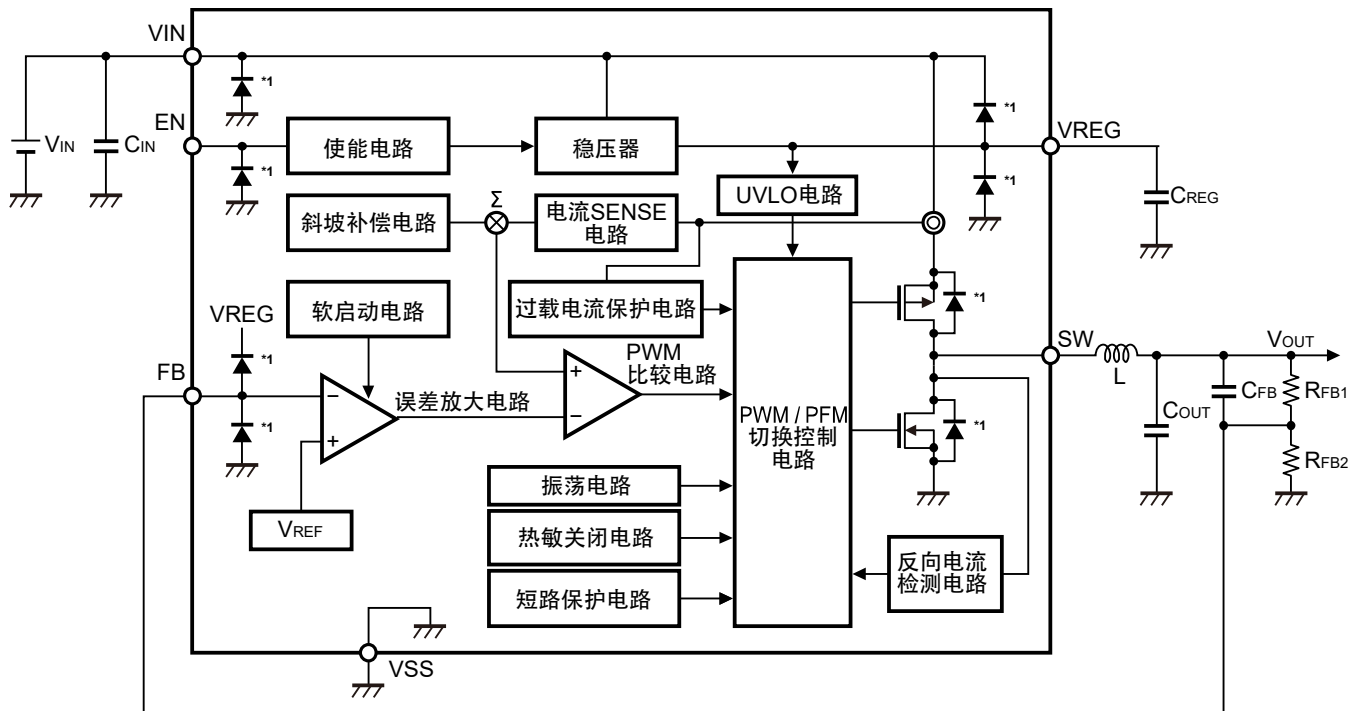 VIN
*1
*1
EN
VREG
VIN
CIN
使能电路
稳压器
*1
*1
UVLO电路
CREG
Σ
斜坡补偿电路
电流SENSE
电路
软启动电路
过载电流保护电路
*1
VREG
*1
FB
*1
−
+
误差放大电路
PWM
比较电路
+
−
PWM / PFM
切换控制
电路
SW
L
VOUT
CFB
RFB1
COUT
RFB2
*1
VREF
振荡电路
热敏关闭电路
短路保护电路
反向电流
检测电路
VSS